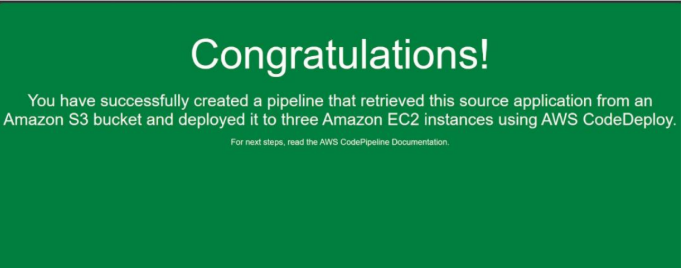 Congratulations!
You have successfully created a pipeline that retrieved this source application from an
Amazon S3 bucket and deployed it to three Amazon EC2 instances using AWS CodeDeploy.
For next steps, read the AWS CodePipeline Documentation.